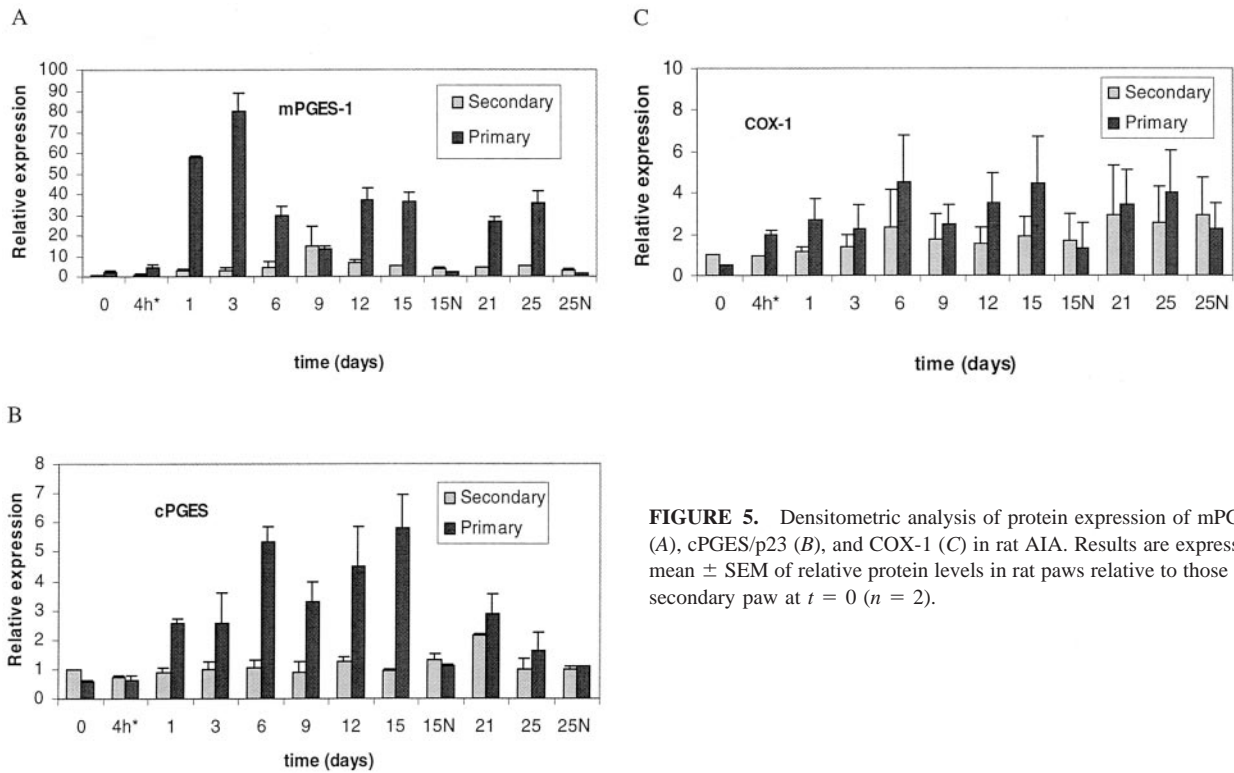 A
Relative expression
100
90
80
70
60
50
40
30
20
10
0
mPGES-1
Secondary
Primary
0 4h* 1 3 6 9 12 15 15N 21 25 25N
time (days)
C
Relative expression
10
8
6
4
2
0
COX-1
Secondary
Primary
0 4h* 1 3 6 9 12 15 15N 21 25 25N
time (days)
B
Relative expression
8
7
6
5
4
3
2
1
0
cPGES
Secondary
Primary
0 4h* 1 3 6 9 12 15 15N 21 25 25N
time (days)
FIGURE 5. Densitometric analysis of protein expression of mPG
(A), cPGES/p23 (B), and COX-1 (C) in rat AIA. Results are express
mean ± SEM of relative protein levels in rat paws relative to those
secondary paw at t = 0 (n = 2).